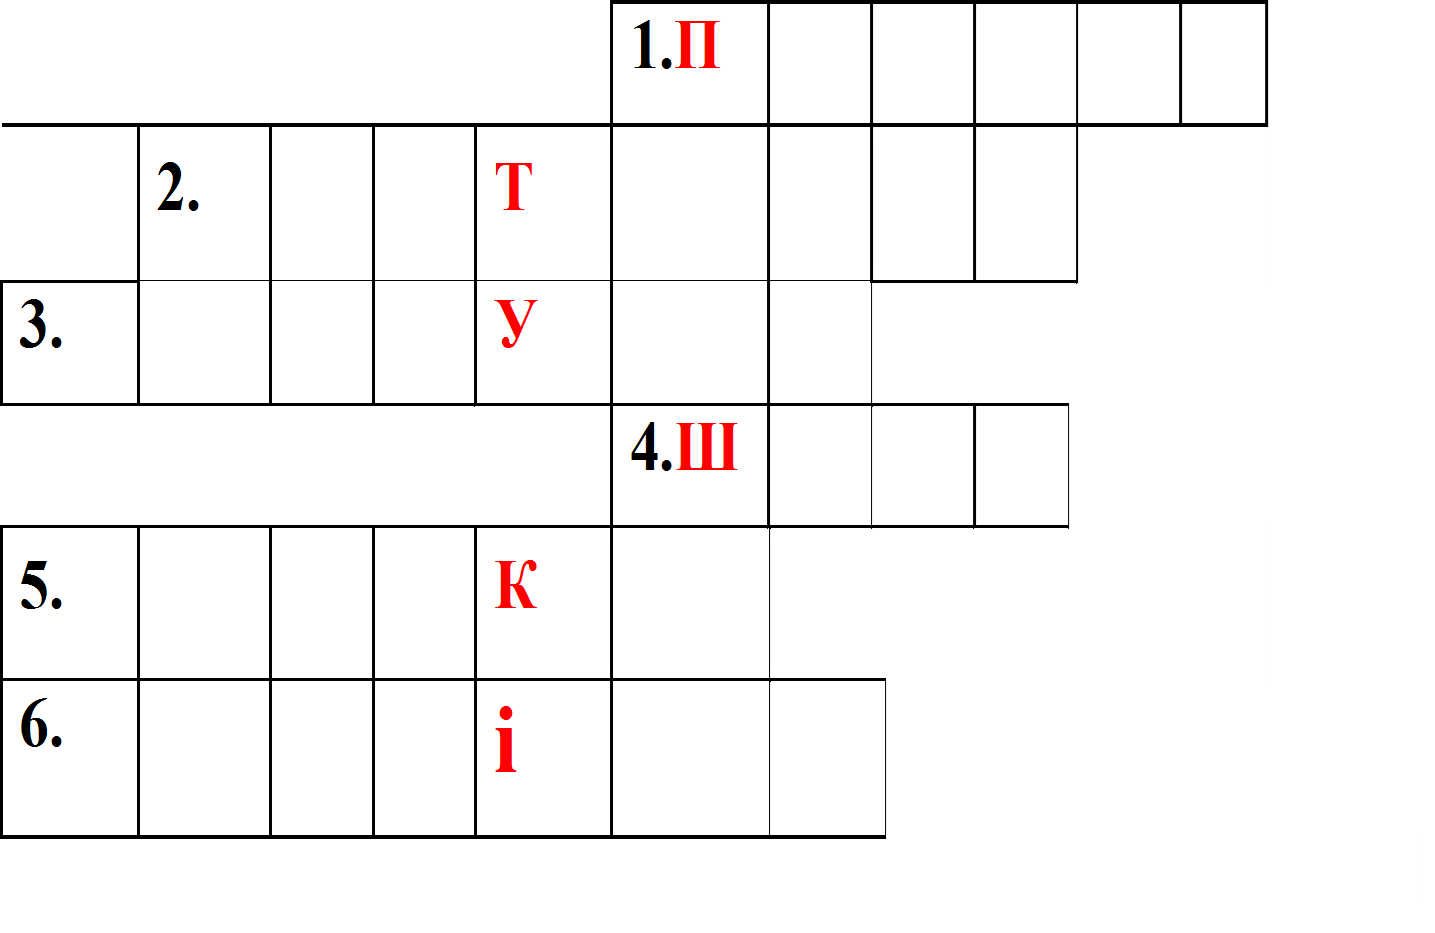 1.П
2. Т
3. У
4.Ш
5. К
6. і